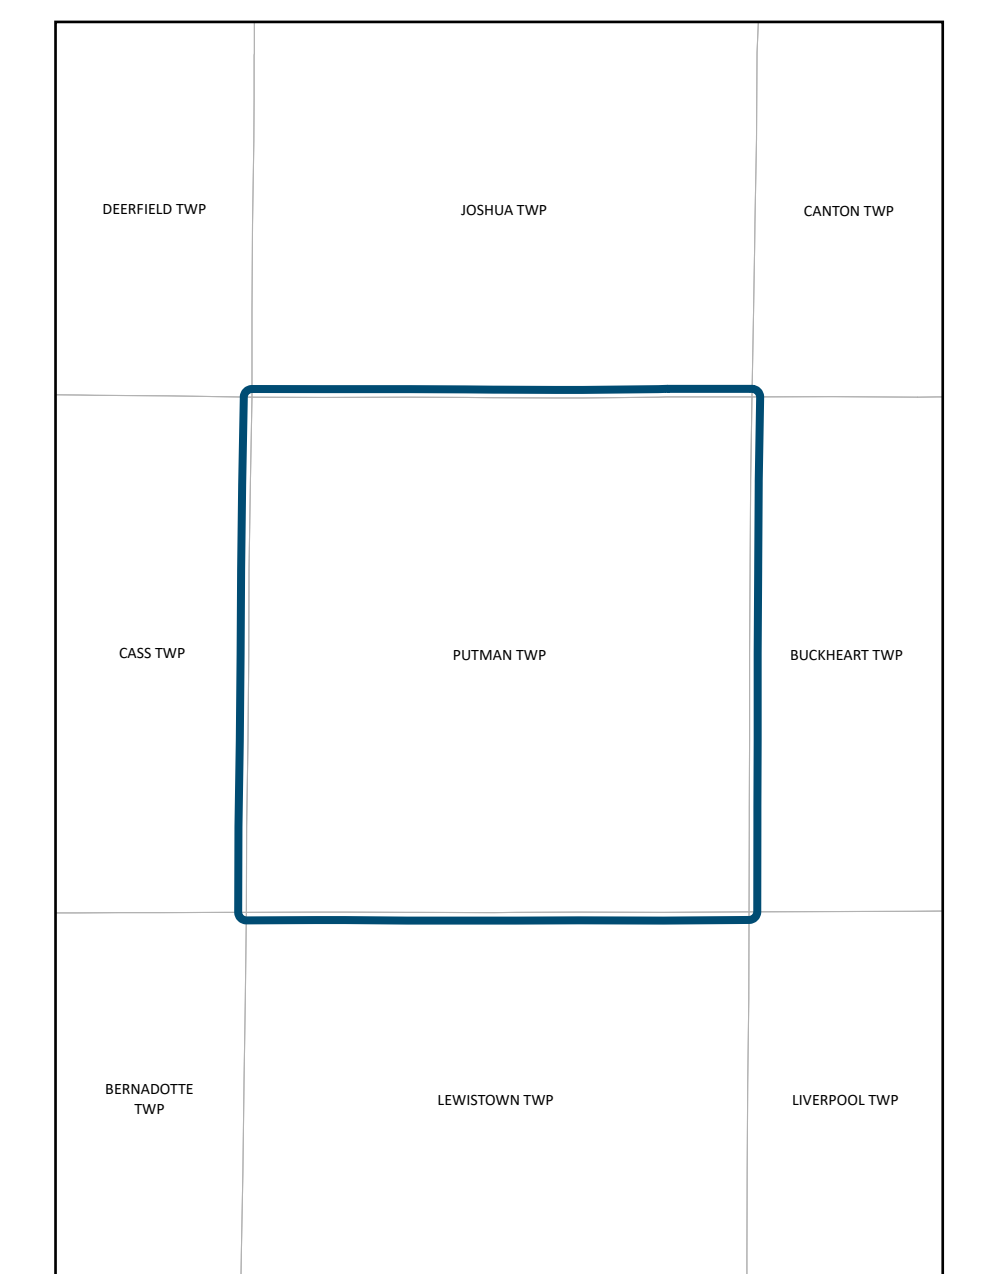 DEERFIELD TWP
JOSHUA TWP
CANTON TWP
CASS TWP
PUTMAN TWP
BUCKHEART TWP
BERNADOTTE
TWP
LEWISTOWN TWP
LIVERPOOL TWP